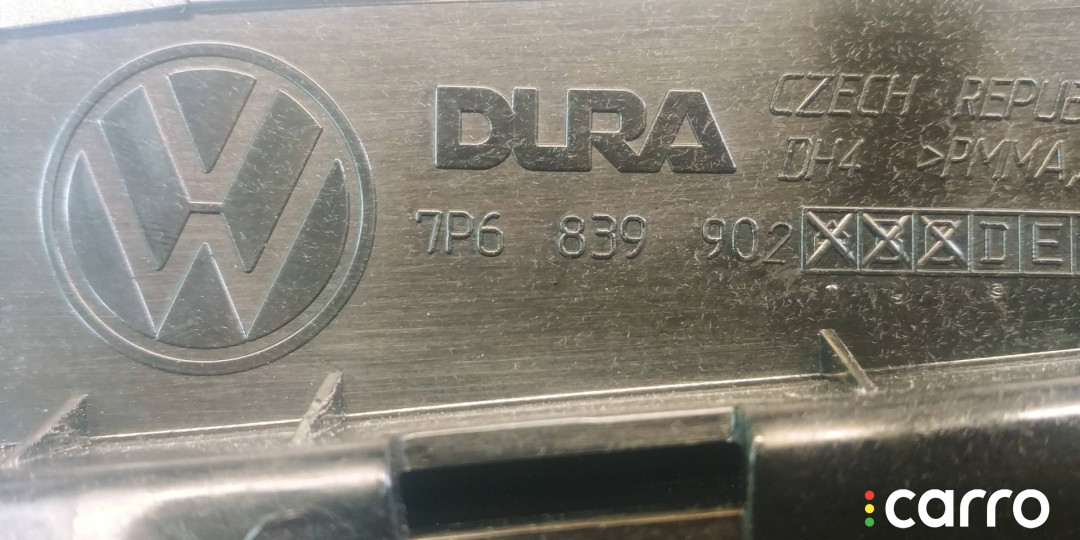 DURA
CZECH REPUB
DH4 >PMMA,
7P6 839 902 D E
carro